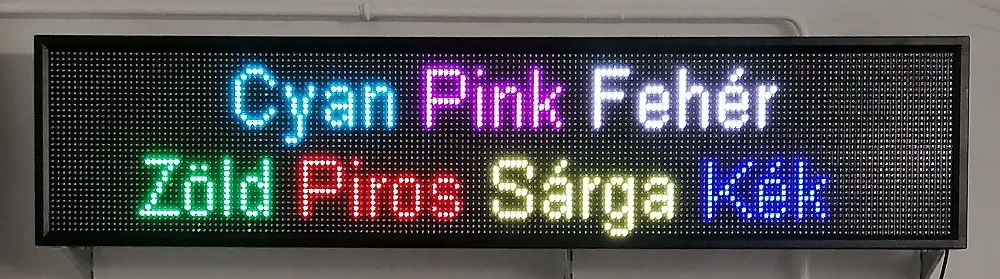 Cyan Pink Fehér
Zöld Piros Sárga Kék